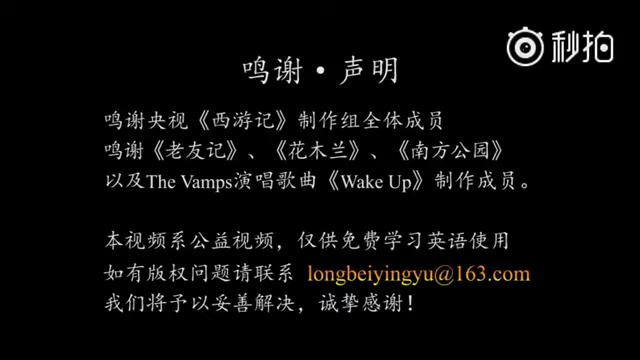 秒拍
鸣谢·声明
鸣谢央视《西游记》制作组全体成员
鸣谢《老友记》、《花木兰》、《南方公园》
以及The Vamps演唱歌曲《Wake Up》制作成员。
本视频系公益视频，仅供免费学习英语使用
如有版权问题请联系 longbeiyingyu@163.com
我们将予以妥善解决，诚挚感谢！